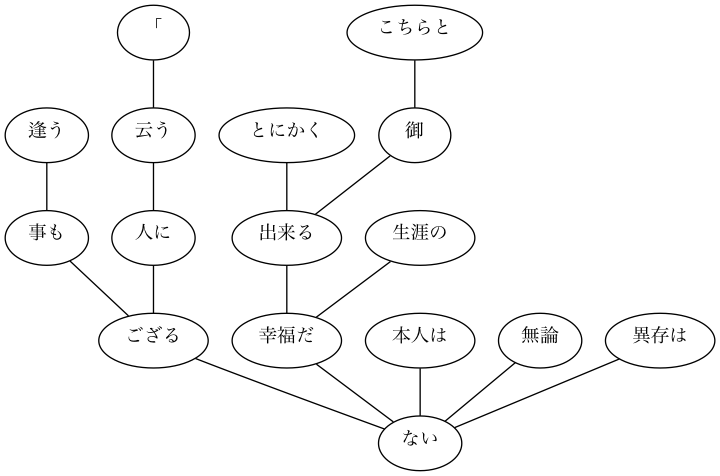 「
こちらと
逢う
云う
とにかく
御
事も
人に
出来る
生涯の
ござる
幸福だ
本人は
無論
異存は
ない